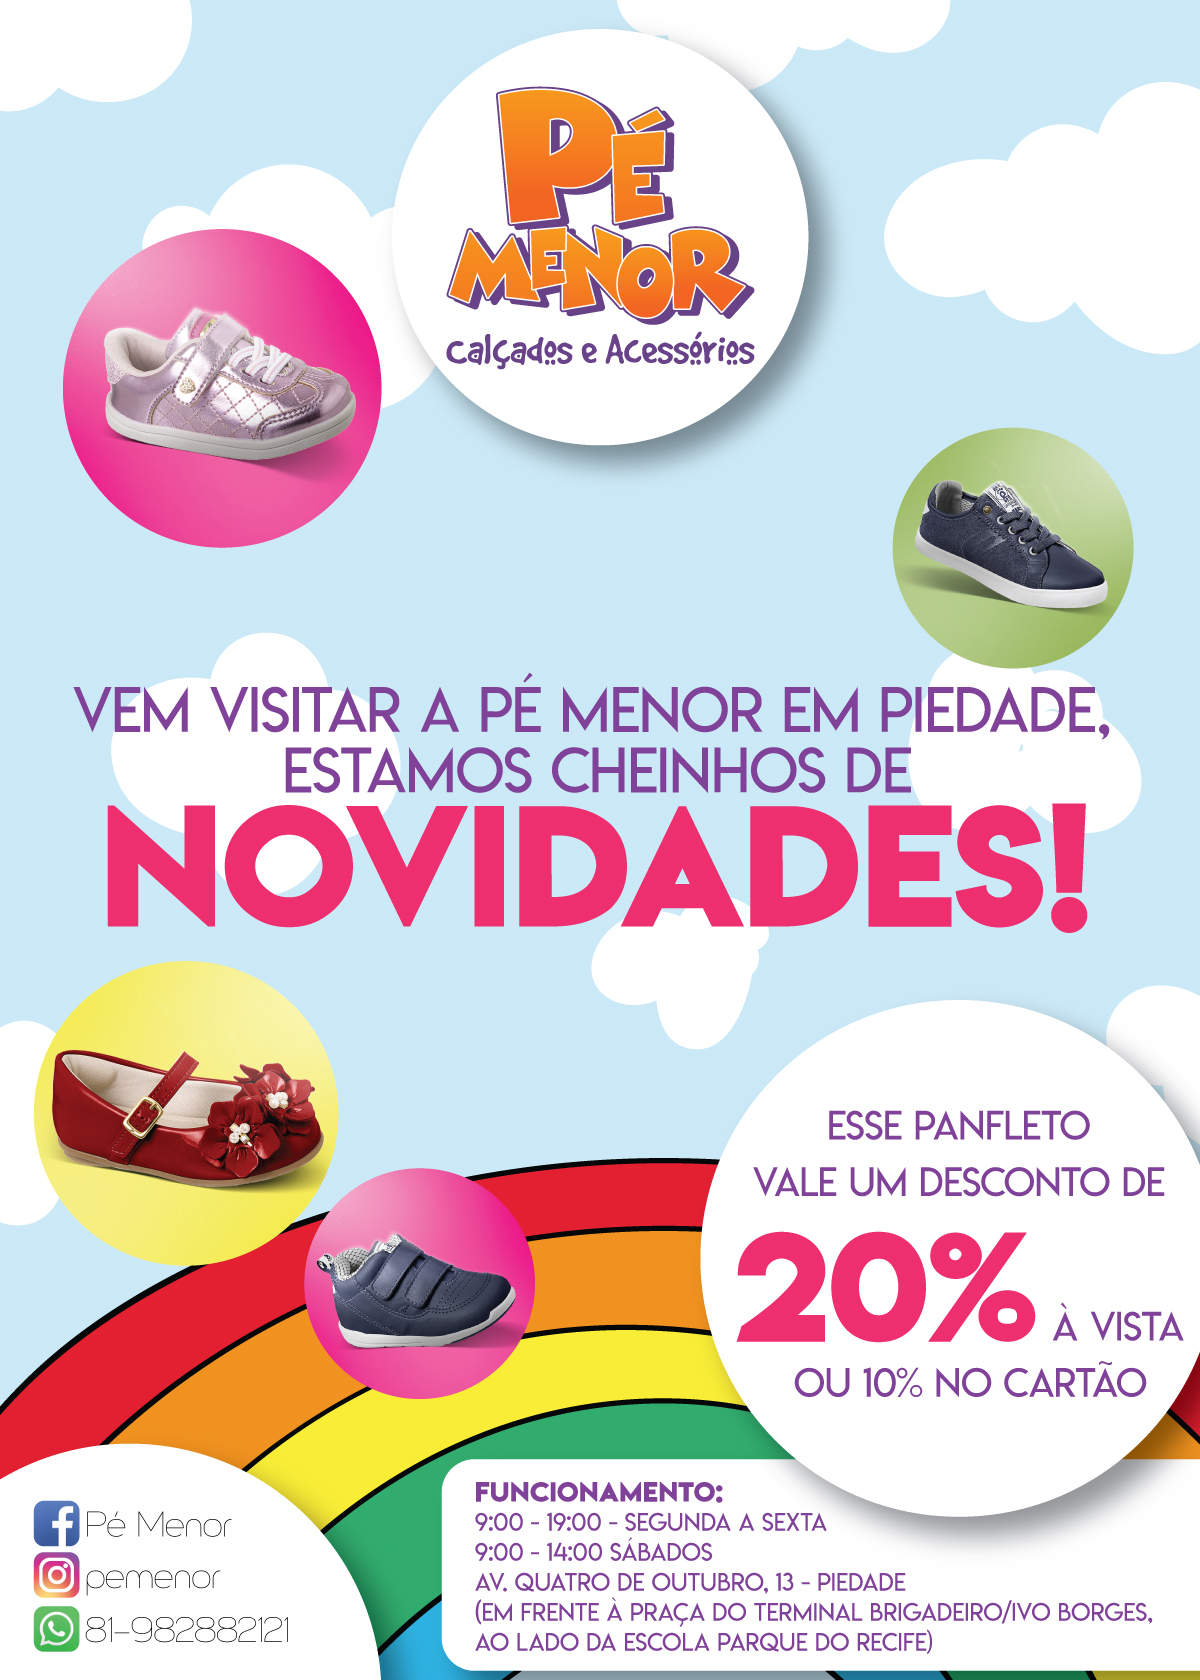 PÉ
MENOR
Calçados e Acessórios
VEM VISITAR A PÉ MENOR EM PIEDADE,
ESTAMOS CHEINHOS DE
NOVIDADES!
ESSE PANFLETO
VALE UM DESCONTO DE
20% À VISTA
OU 10% NO CARTÃO
FUNCIONAMENTO:
9:00 - 19:00 - SEGUNDA A SEXTA
9:00 - 14:00 SÁBADOS
AV. QUATRO DE OUTUBRO, 13 - PIEDADE
(EM FRENTE À PRAÇA DO TERMINAL BRIGADEIRO/IVO BORGES,
AO LADO DA ESCOLA PARQUE DO RECIFE)
Pé Menor
pemenor
81-982882121